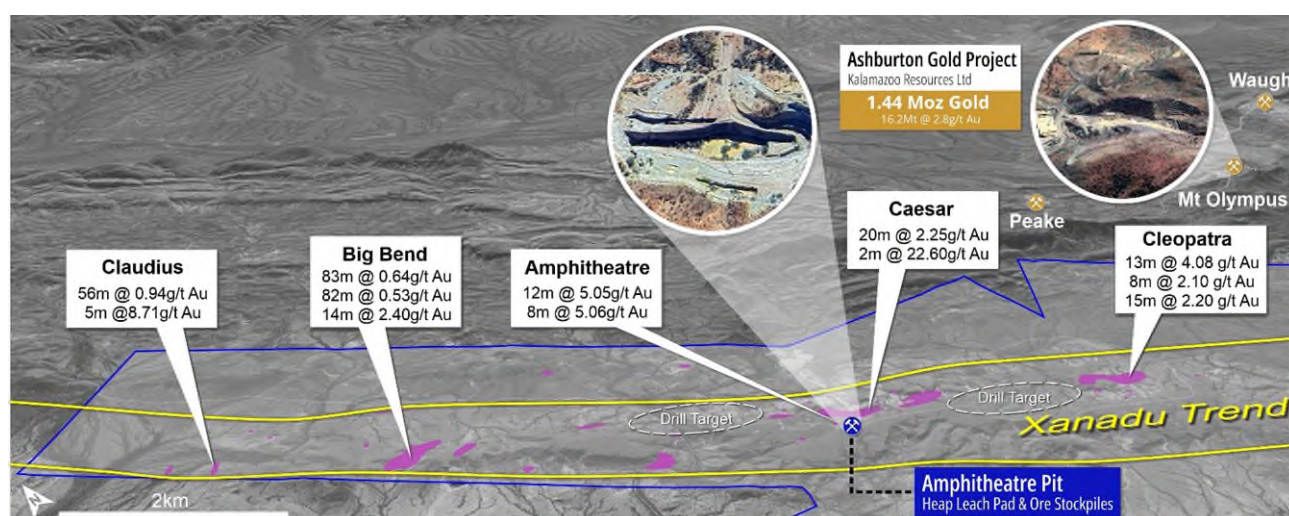 Ashburton Gold Project
Kalamazoo Resources Ltd
1.44 Moz Gold
16.2Mt @ 2.8g/t Au
Waugh
Mt Olympus
Peake
Claudius
56m @ 0.94g/t Au
5m @8.71g/t Au
Big Bend
83m @ 0.64g/t Au
82m @ 0.53g/t Au
14m @ 2.40g/t Au
Amphitheatre
12m @ 5.05g/t Au
8m @ 5.06g/t Au
Caesar
20m @ 2.25g/t Au
2m @ 22.60g/t Au
Cleopatra
13m @ 4.08 g/t Au
8m @ 2.10 g/t Au
15m @ 2.20 g/t Au
Drill Target
Drill Target
Xanadu Trend
Amphitheatre Pit
Heap Leach Pad & Ore Stockpiles
N
2km